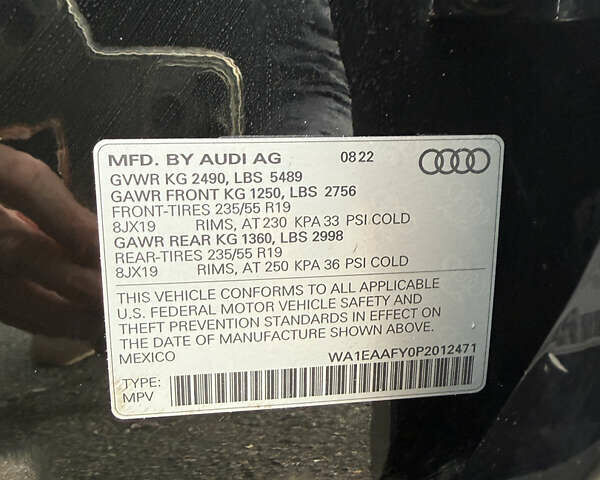 MFD. BY AUDI AG 08 22
GVWR KG 2490, LBS 5489
GAWR FRONT KG 1250, LBS 2756
FRONT-TIRES 235/55 R19
8JX19 RIMS, AT 230 KPA 33 PSI COLD
GAWR REAR KG 1360, LBS 2998
REAR-TIRES 235/55 R19
8JX19 RIMS, AT 250 KPA 36 PSI COLD
THIS VEHICLE CONFORMS TO ALL APPLICABLE
U.S. FEDERAL MOTOR VEHICLE SAFETY AND
THEFT PREVENTION STANDARDS IN EFFECT ON
THE DATE OF MANUFACTURE SHOWN ABOVE.
MEXICO WA1EAAFY0P2012471
TYPE:
MPV